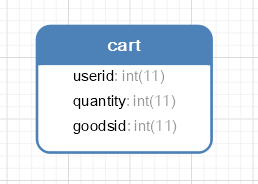 cart
userid: int(11)
quantity: int(11)
goodsid: int(11)